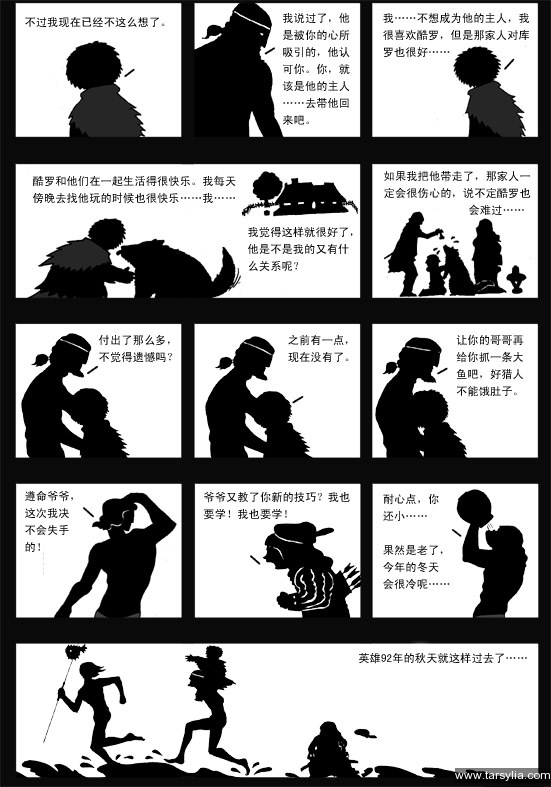 不过我现在已经不这么想了。
我说过了，他
是被你的心所
吸引的，他认
可你。你，就
该是他的主人
……去带他回
来吧。
我……不想成为他的主人，我
很喜欢酷罗，但是那家人对库
罗也很好……
酷罗和他们在一起生活得很快乐。我每天
傍晚去找他玩的时候也很快乐……我……
我觉得这样就很好了，
他是不是我的又有什
么关系呢？
如果我把他带走了，那家人一
定会很伤心的，说不定酷罗也
会难过……
付出了那么多，
不觉得遗憾吗？
之前有一点，
现在没有了。
让你的哥哥再
给你抓一条大
鱼吧，好猎人
不能饿肚子。
遵命爷爷，
这次我决
不会失手
的！
爷爷又教了你新的技巧？我也
要学！我也要学！
耐心点，你
还小……
果然是老了，
今年的冬天
会很冷呢……
英雄92年的秋天就这样过去了……
www.tarsylia.com